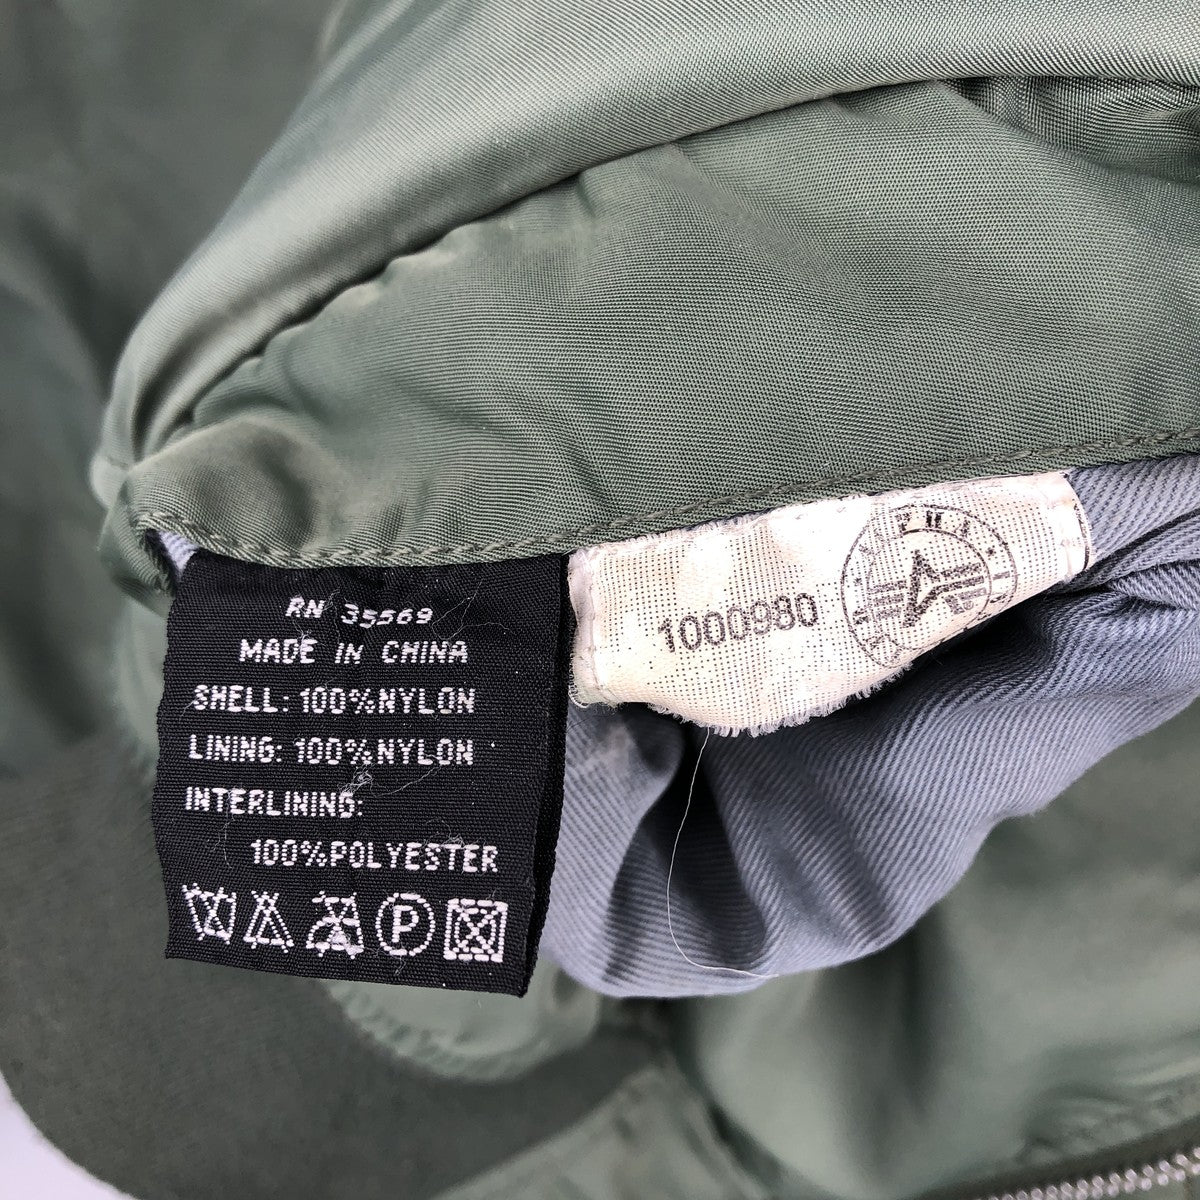 RN 35569
MADE IN CHINA
SHELL: 100%NYLON
LINING: 100%NYLON
INTERLINING:
100%POLYESTER
P
1000980